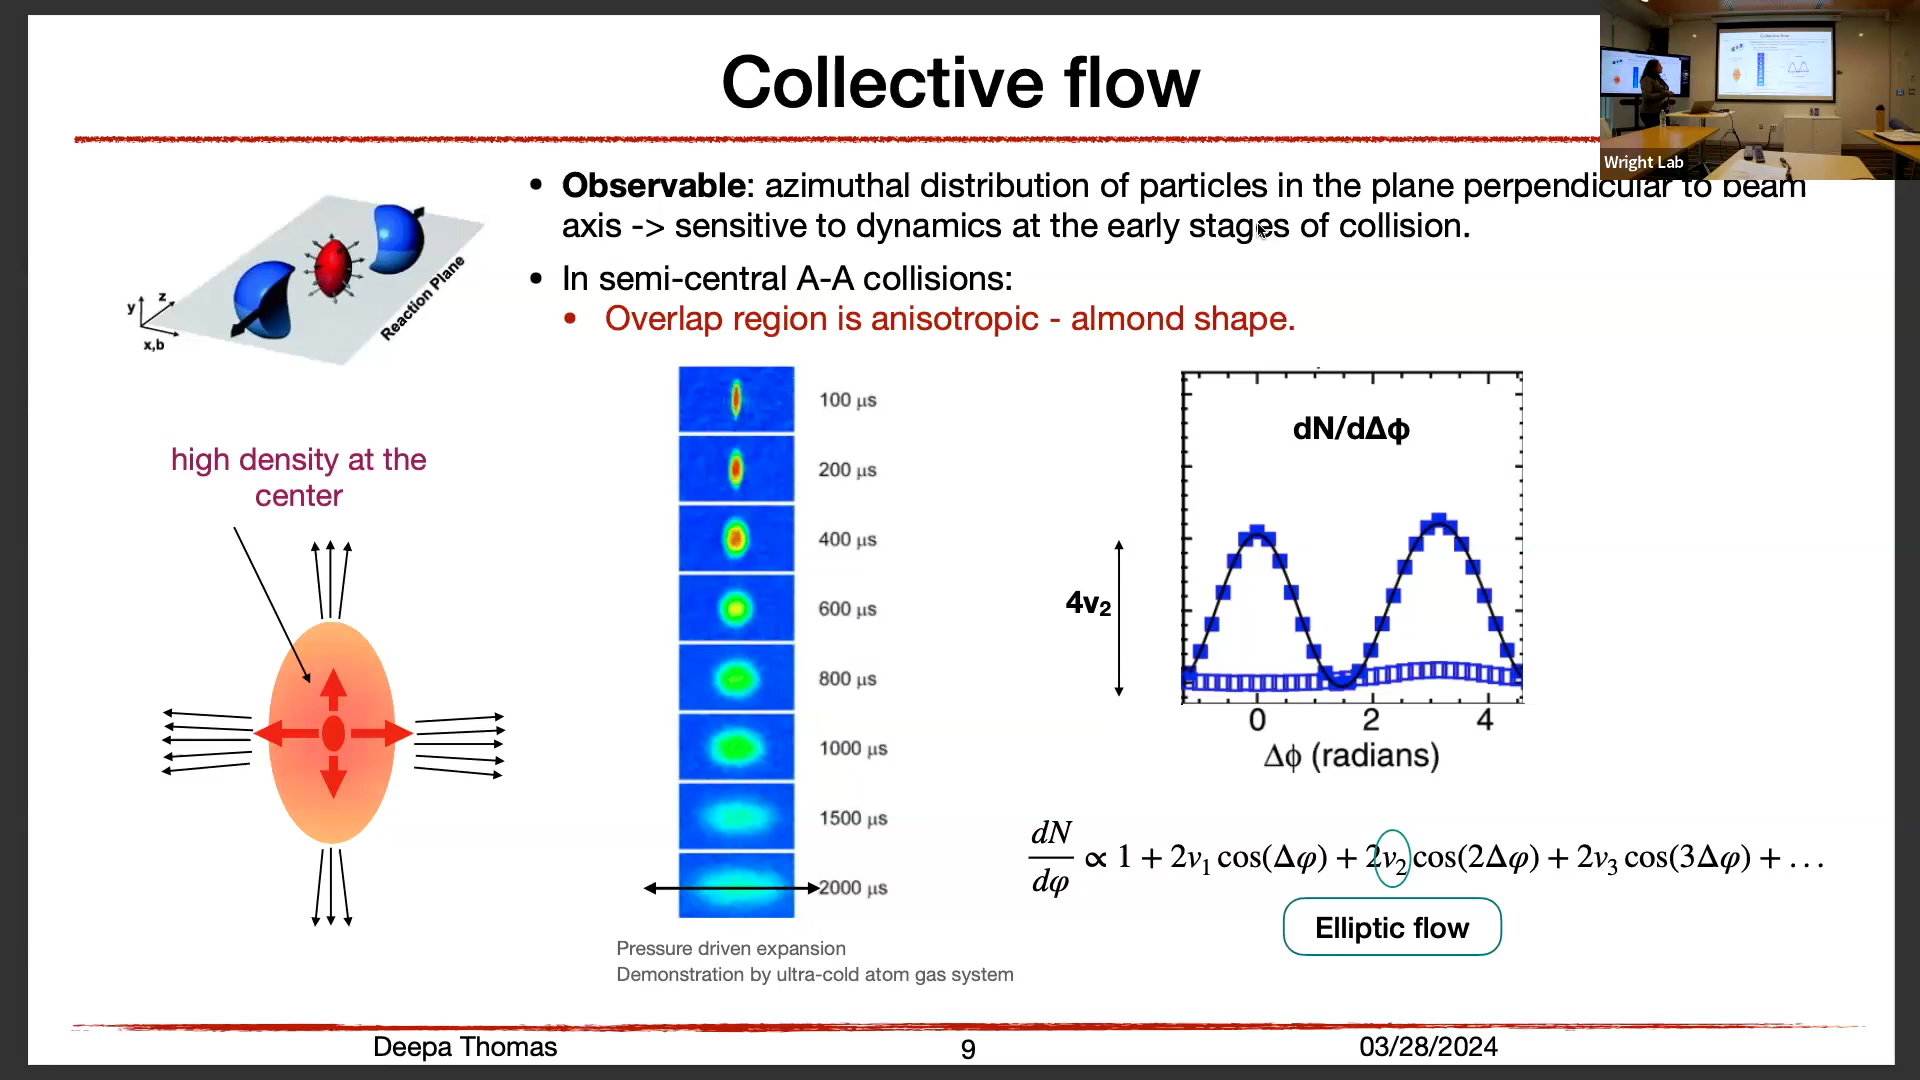 Collective flow
Wright Lab
• Observable: azimuthal distribution of particles in the plane perpendicular to beam
axis -> sensitive to dynamics at the early stages of collision.
• In semi-central A-A collisions:
• Overlap region is anisotropic - almond shape.
y
z
x,b
Reaction Plane
high density at the
center
100 μs
200 μs
400 μs
600 μs
800 μs
1000 μs
1500 μs
2000 μs
Pressure driven expansion
Demonstration by ultra-cold atom gas system
dN/dΔϕ
4v₂
0 2 4
Δϕ (radians)
dN/dφ ∝ 1 + 2v₁ cos(Δφ) + 2v₂ cos(2Δφ) + 2v₃ cos(3Δφ) + . . .
Elliptic flow
Deepa Thomas
9
03/28/2024